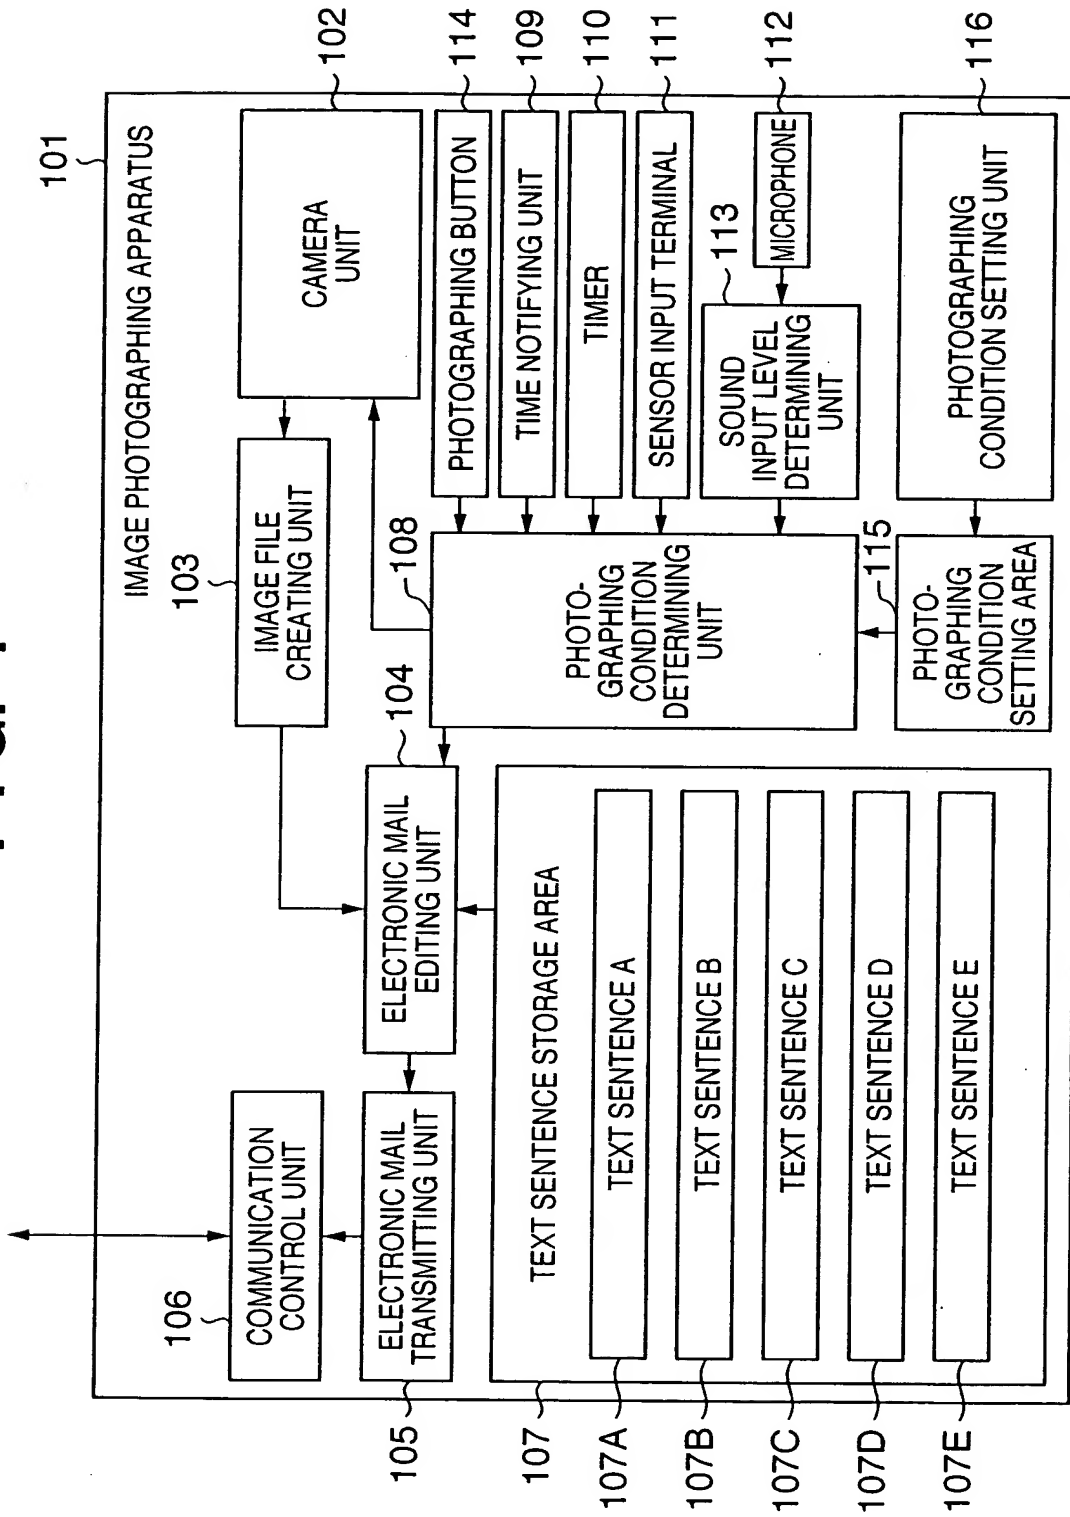 101
IMAGE PHOTOGRAPHING APPARATUS
106
COMMUNICATION
CONTROL UNIT
103
IMAGE FILE
CREATING UNIT
CAMERA
UNIT
102
105
ELECTRONIC MAIL
TRANSMITTING UNIT
ELECTRONIC MAIL
EDITING UNIT
104
108
PHOTO-
GRAPHING
CONDITION
DETERMINING
UNIT
PHOTOGRAPHING BUTTON
114
TIME NOTIFYING UNIT
109
TIMER
110
SENSOR INPUT TERMINAL
111
113
SOUND
INPUT LEVEL
DETERMINING
UNIT
MICROPHONE
112
107
TEXT SENTENCE STORAGE AREA
107A
TEXT SENTENCE A
107B
TEXT SENTENCE B
107C
TEXT SENTENCE C
107D
TEXT SENTENCE D
107E
TEXT SENTENCE E
115
PHOTO-
GRAPHING
CONDITION
SETTING AREA
PHOTOGRAPHING
CONDITION SETTING UNIT
116